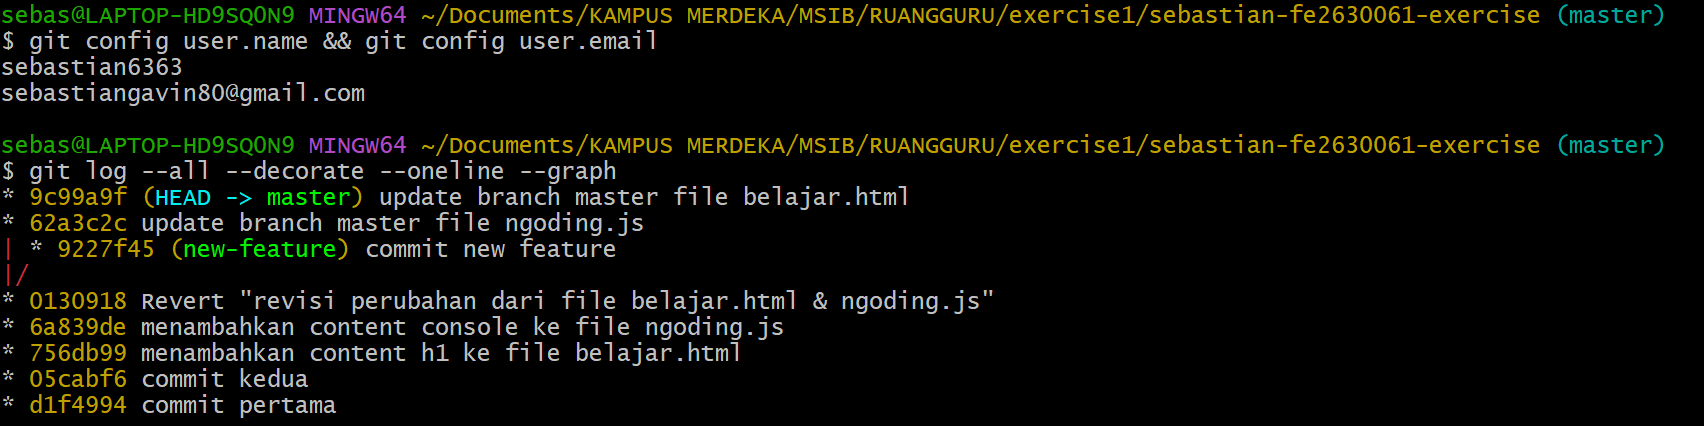 sebas@LAPTOP-HD9SQ0N9 MINGW64 ~/Documents/KAMPUS MERDEKA/MSIB/RUANGGURU/exercise1/sebastian-fe2630061-exercise (master)
$ git config user.name && git config user.email
sebastian6363
sebastiangavin80@gmail.com

sebas@LAPTOP-HD9SQ0N9 MINGW64 ~/Documents/KAMPUS MERDEKA/MSIB/RUANGGURU/exercise1/sebastian-fe2630061-exercise (master)
$ git log --all --decorate --oneline --graph
* 9c99a9f (HEAD -> master) update branch master file belajar.html
* 62a3c2c update branch master file ngoding.js
| * 9227f45 (new-feature) commit new feature
|/
* 0130918 Revert "revisi perubahan dari file belajar.html & ngoding.js"
* 6a839de menambahkan content console ke file ngoding.js
* 756db99 menambahkan content h1 ke file belajar.html
* 05cabf6 commit kedua
* d1f4994 commit pertama